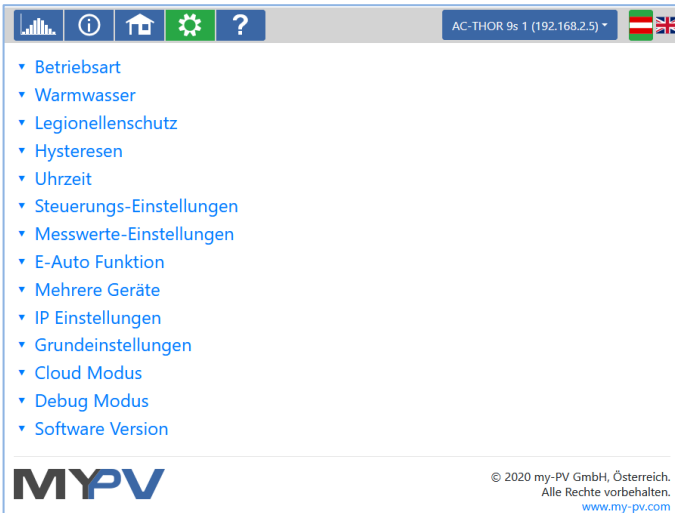 ?
AC-THOR 9s 1 (192.168.2.5)
Betriebsart
Warmwasser
Legionellenschutz
Hysteresen
Uhrzeit
Steuerungs-Einstellungen
Messwerte-Einstellungen
E-Auto Funktion
Mehrere Geräte
IP Einstellungen
Grundeinstellungen
Cloud Modus
Debug Modus
Software Version
MYPV
© 2020 my-PV GmbH, Österreich.
Alle Rechte vorbehalten.
www.my-pv.com